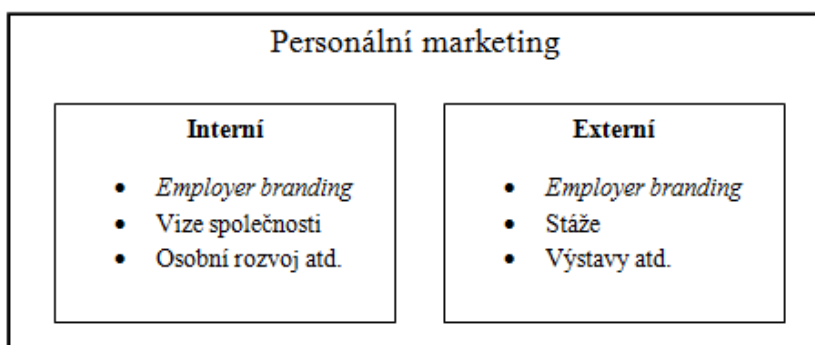 Personální marketing
Interní
• Employer branding
• Vize společnosti
• Osobní rozvoj atd.
Externí
• Employer branding
• Stáže
• Výstavy atd.